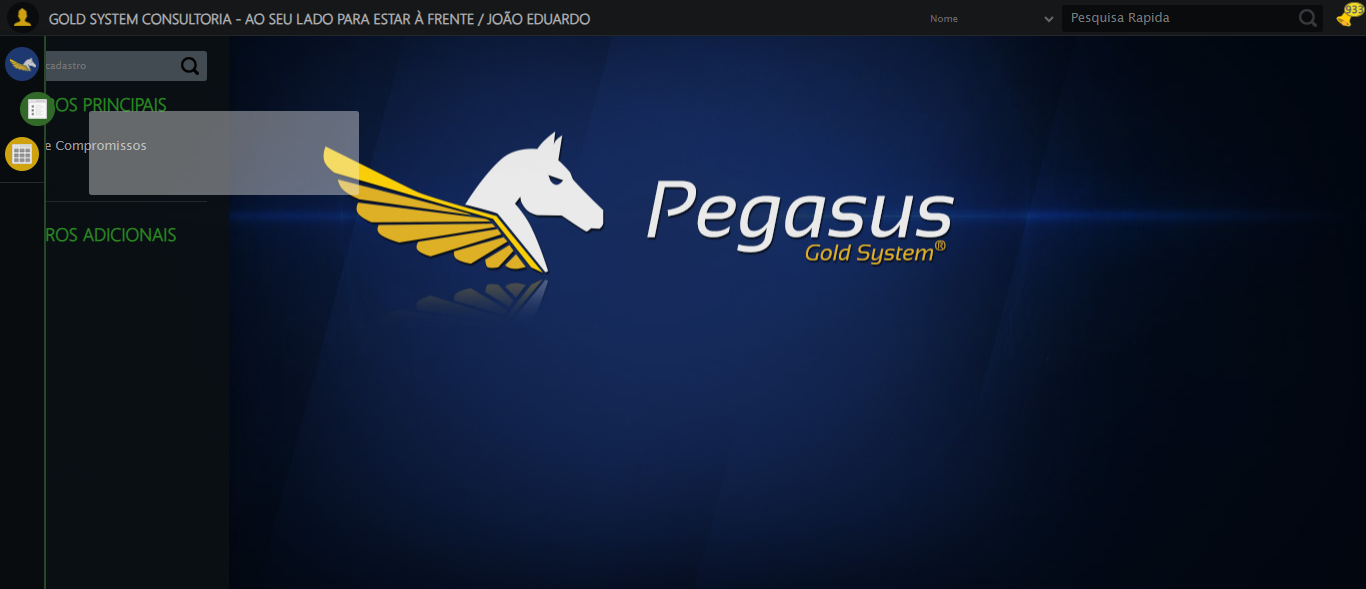 GOLD SYSTEM CONSULTORIA - AO SEU LADO PARA ESTAR À FRENTE / JOÃO EDUARDO
Nome
Pesquisa Rapida
933
cadastro
OS PRINCIPAIS
e Compromissos
ROS ADICIONAIS
Pegasus
Gold System®